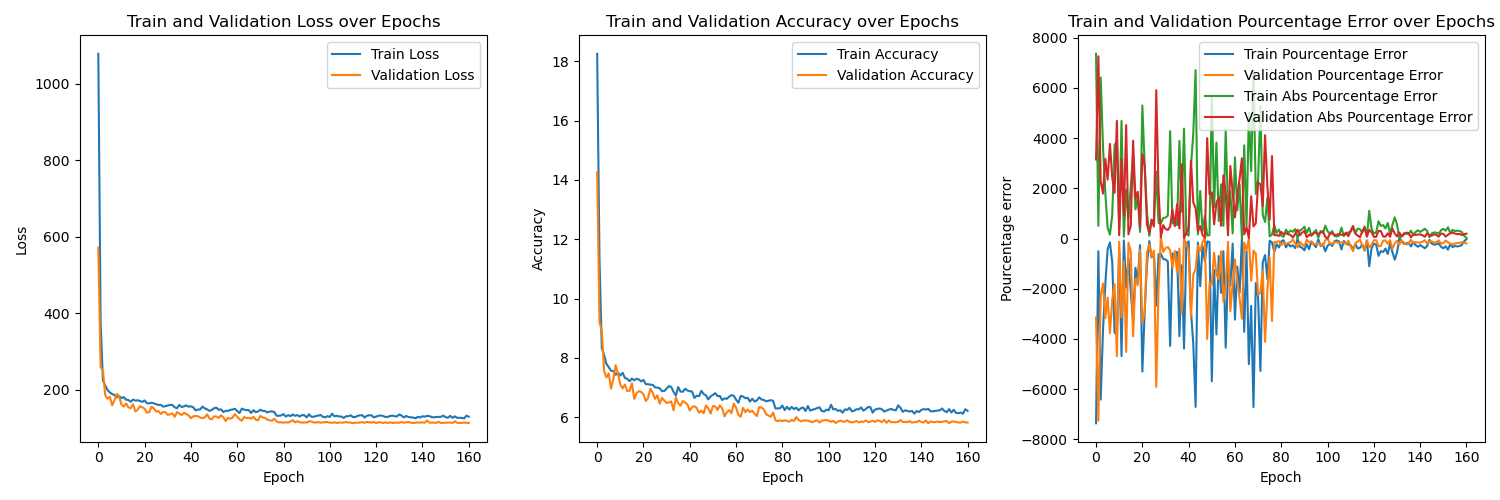 Train and Validation Loss over Epochs
Train Loss
Validation Loss
Loss
1000
800
600
400
200
0 20 40 60 80 100 120 140 160
Epoch
Train and Validation Accuracy over Epochs
Train Accuracy
Validation Accuracy
Accuracy
18
16
14
12
10
8
6
0 20 40 60 80 100 120 140 160
Epoch
Train and Validation Pourcentage Error over Epochs
Train Pourcentage Error
Validation Pourcentage Error
Train Abs Pourcentage Error
Validation Abs Pourcentage Error
Pourcentage error
8000
6000
4000
2000
0
−2000
−4000
−6000
−8000
0 20 40 60 80 100 120 140 160
Epoch